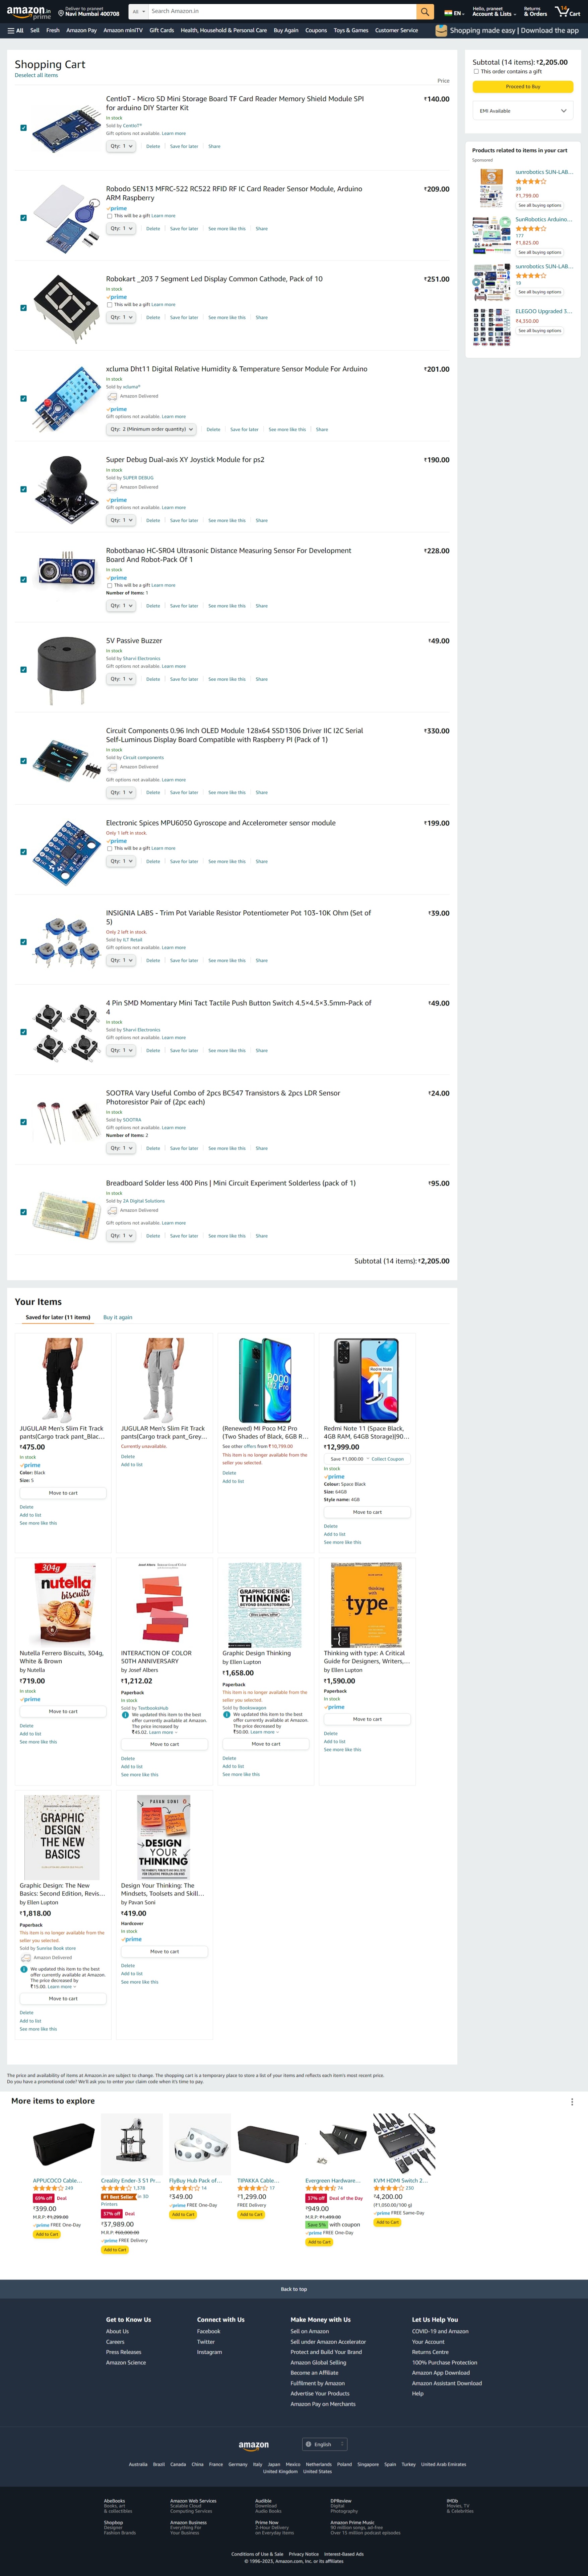 amazon.in
prime
Deliver to praneet
Navi Mumbai 400708
All
Search Amazon.in
EN
Hello, praneet
Account & Lists
Returns
& Orders
14
Cart
All Sell Fresh Amazon Pay Amazon miniTV Gift Cards Health, Household & Personal Care Buy Again Coupons Toys & Games Customer Service
Shopping made easy | Download the app
Shopping Cart
Deselect all items
Price
CentIoT - Micro SD Mini Storage Board TF Card Reader Memory Shield Module SPI
for arduino DIY Starter Kit
₹140.00
In stock
Sold by CentIoT®
Gift options not available. Learn more
Qty: 1 Delete Save for later Share
Robodo SEN13 MFRC-522 RC522 RFID RF IC Card Reader Sensor Module, Arduino
ARM Raspberry
₹209.00
prime
This will be a gift Learn more
Qty: 1 Delete Save for later See more like this Share
Robokart _203 7 Segment Led Display Common Cathode, Pack of 10
₹251.00
In stock
prime
This will be a gift Learn more
Qty: 1 Delete Save for later See more like this Share
xcluma Dht11 Digital Relative Humidity & Temperature Sensor Module For Arduino
₹201.00
In stock
Sold by xcluma®
Amazon Delivered
prime
Gift options not available. Learn more
Qty: 2 (Minimum order quantity) Delete Save for later See more like this Share
Super Debug Dual-axis XY Joystick Module for ps2
₹190.00
In stock
Sold by SUPER DEBUG
Amazon Delivered
prime
Gift options not available. Learn more
Qty: 1 Delete Save for later See more like this Share
Robotbanao HC-SR04 Ultrasonic Distance Measuring Sensor For Development
Board And Robot-Pack Of 1
₹228.00
In stock
prime
This will be a gift Learn more
Number of Items: 1
Qty: 1 Delete Save for later See more like this Share
5V Passive Buzzer
₹49.00
In stock
Sold by Sharvi Electronics
Gift options not available. Learn more
Qty: 1 Delete Save for later See more like this Share
Circuit Components 0.96 Inch OLED Module 128x64 SSD1306 Driver IIC I2C Serial
Self-Luminous Display Board Compatible with Raspberry PI (Pack of 1)
₹330.00
In stock
Sold by Circuit components
Amazon Delivered
Gift options not available. Learn more
Qty: 1 Delete Save for later See more like this Share
Electronic Spices MPU6050 Gyroscope and Accelerometer sensor module
₹199.00
Only 1 left in stock.
prime
This will be a gift Learn more
Qty: 1 Delete Save for later See more like this Share
INSIGNIA LABS - Trim Pot Variable Resistor Potentiometer Pot 103-10K Ohm (Set of
5)
₹39.00
Only 2 left in stock.
Sold by ILT Retail
Gift options not available. Learn more
Qty: 1 Delete Save for later See more like this Share
4 Pin SMD Momentary Mini Tact Tactile Push Button Switch 4.5×4.5×3.5mm-Pack of
4
₹49.00
In stock
Sold by Sharvi Electronics
Gift options not available. Learn more
Qty: 1 Delete Save for later See more like this Share
SOOTRA Vary Useful Combo of 2pcs BC547 Transistors & 2pcs LDR Sensor
Photoresistor Pair of (2pc each)
₹24.00
In stock
Sold by SOOTRA
Gift options not available. Learn more
Number of Items: 2
Qty: 1 Delete Save for later See more like this Share
Breadboard Solder less 400 Pints | Mini Circuit Experiment Solderless (pack of 1)
₹95.00
In stock
Sold by 2A Digital Solutions
Amazon Delivered
Gift options not available. Learn more
Qty: 1 Delete Save for later See more like this Share
Subtotal (14 items): ₹2,205.00
Subtotal (14 items): ₹2,205.00
This order contains a gift
Proceed to Buy
EMI Available
Products related to items in your cart
Sponsored
sunrobotics SUN-LAB...
59
₹1,799.00
See all buying options
SunRobotics Arduino...
177
₹1,825.00
See all buying options
sunrobotics SUN-LAB...
19
See all buying options
ELEGOO Upgraded 3...
₹4,350.00
See all buying options
Your Items
Saved for later (11 items) Buy it again
JUGULAR Men's Slim Fit Track
pants(Cargo track pant_Blac...
₹475.00
In stock
prime
Color: Black
Size: S
Move to cart
Delete
Add to list
See more like this
JUGULAR Men's Slim Fit Track
pants(Cargo track pant_Grey...
Currently unavailable.
Delete
Add to list
POCO M2 Pro
(Renewed) MI Poco M2 Pro
(Two Shades of Black, 6GB R...
See other offers from ₹10,799.00
This item is no longer available from the
seller you selected.
Delete
Add to list
Redmi Note
11
Redmi Note 11 (Space Black,
4GB RAM, 64GB Storage)|90...
₹12,999.00
Save ₹1,000.00 • Collect Coupon
In stock
prime
Colour: Space Black
Size: 64GB
Style name: 4GB
Move to cart
Delete
Add to list
See more like this
304g
nutella
biscuits
Nutella Ferrero Biscuits, 304g,
White & Brown
by Nutella
₹719.00
In stock
prime
Move to cart
Delete
Add to list
See more like this
INTERACTION OF COLOR
50TH ANNIVERSARY
by Josef Albers
₹1,212.02
Paperback
In stock
Sold by TextbooksHub
We updated this item to the best
offer currently available at Amazon.
The price increased by
₹45.02. Learn more
Move to cart
Delete
Add to list
See more like this
GRAPHIC DESIGN
THINKING:
BEYOND BRAINSTORMING
Ellen Lupton, editor
Graphic Design Thinking
by Ellen Lupton
₹1,658.00
Paperback
This item is no longer available from the
seller you selected.
Sold by Bookswagon
We updated this item to the best
offer currently available at Amazon.
The price decreased by
₹50.00. Learn more
Move to cart
Delete
Add to list
See more like this
thinking
with
type
Thinking with type: A Critical
Guide for Designers, Writers,...
by Ellen Lupton
₹1,590.00
Paperback
In stock
prime
Move to cart
Delete
Add to list
See more like this
GRAPHIC
DESIGN
THE NEW
BASICS
Graphic Design: The New
Basics: Second Edition, Revis...
by Ellen Lupton
₹1,818.00
Paperback
This item is no longer available from the
seller you selected.
Sold by Sunrise Book store
Amazon Delivered
We updated this item to the best
offer currently available at Amazon.
The price decreased by
₹15.00. Learn more
Move to cart
Delete
Add to list
See more like this
PAVAN SONI
DESIGN
YOUR
THINKING
Design Your Thinking: The
Mindsets, Toolsets and Skill...
by Pavan Soni
₹419.00
Hardcover
In stock
prime
Move to cart
Delete
Add to list
See more like this
The price and availability of items at Amazon.in are subject to change. The shopping cart is a temporary place to store a list of your items and reflects each item's most recent price.
Do you have a promotional code? We'll ask you to enter your claim code when it's time to pay.
More items to explore
APPUCOCO Cable...
249
69% off Deal
₹399.00
M.R.P: ₹1,299.00
prime FREE One-Day
Add to Cart
Creality Ender-3 S1 Pr...
1,378
#1 Best Seller in 3D
Printers
37% off Deal
₹37,989.00
M.R.P: ₹60,000.00
prime FREE Delivery
Add to Cart
FlyBuy Hub Pack of...
14
₹349.00
prime FREE One-Day
Add to Cart
TIPAKKA Cable...
17
₹1,299.00
FREE Delivery
Add to Cart
Evergreen Hardware...
74
37% off Deal of the Day
₹949.00
M.R.P: ₹1,499.00
Save 5% with coupon
prime FREE One-Day
Add to Cart
KVM HDMI Switch 2...
230
₹4,200.00
(₹1,050.00/100 g)
prime FREE Same-Day
Add to Cart
Back to top
Get to Know Us
About Us
Careers
Press Releases
Amazon Science
Connect with Us
Facebook
Twitter
Instagram
Make Money with Us
Sell on Amazon
Sell under Amazon Accelerator
Protect and Build Your Brand
Amazon Global Selling
Become an Affiliate
Fulfilment by Amazon
Advertise Your Products
Amazon Pay on Merchants
Let Us Help You
COVID-19 and Amazon
Your Account
Returns Centre
100% Purchase Protection
Amazon App Download
Amazon Assistant Download
Help
amazon
English
Australia Brazil Canada China France Germany Italy Japan Mexico Netherlands Poland Singapore Spain Turkey United Arab Emirates
United Kingdom United States
AbeBooks
Books, art
& collectibles
Amazon Web Services
Scalable Cloud
Computing Services
Audible
Download
Audio Books
DPReview
Digital
Photography
IMDb
Movies, TV
& Celebrities
Shopbop
Designer
Fashion Brands
Amazon Business
Everything For
Your Business
Prime Now
2-Hour Delivery
on Everyday Items
Amazon Prime Music
90 million songs, ad-free
Over 15 million podcast episodes
Conditions of Use & Sale Privacy Notice Interest-Based Ads
© 1996-2023, Amazon.com, Inc. or its affiliates